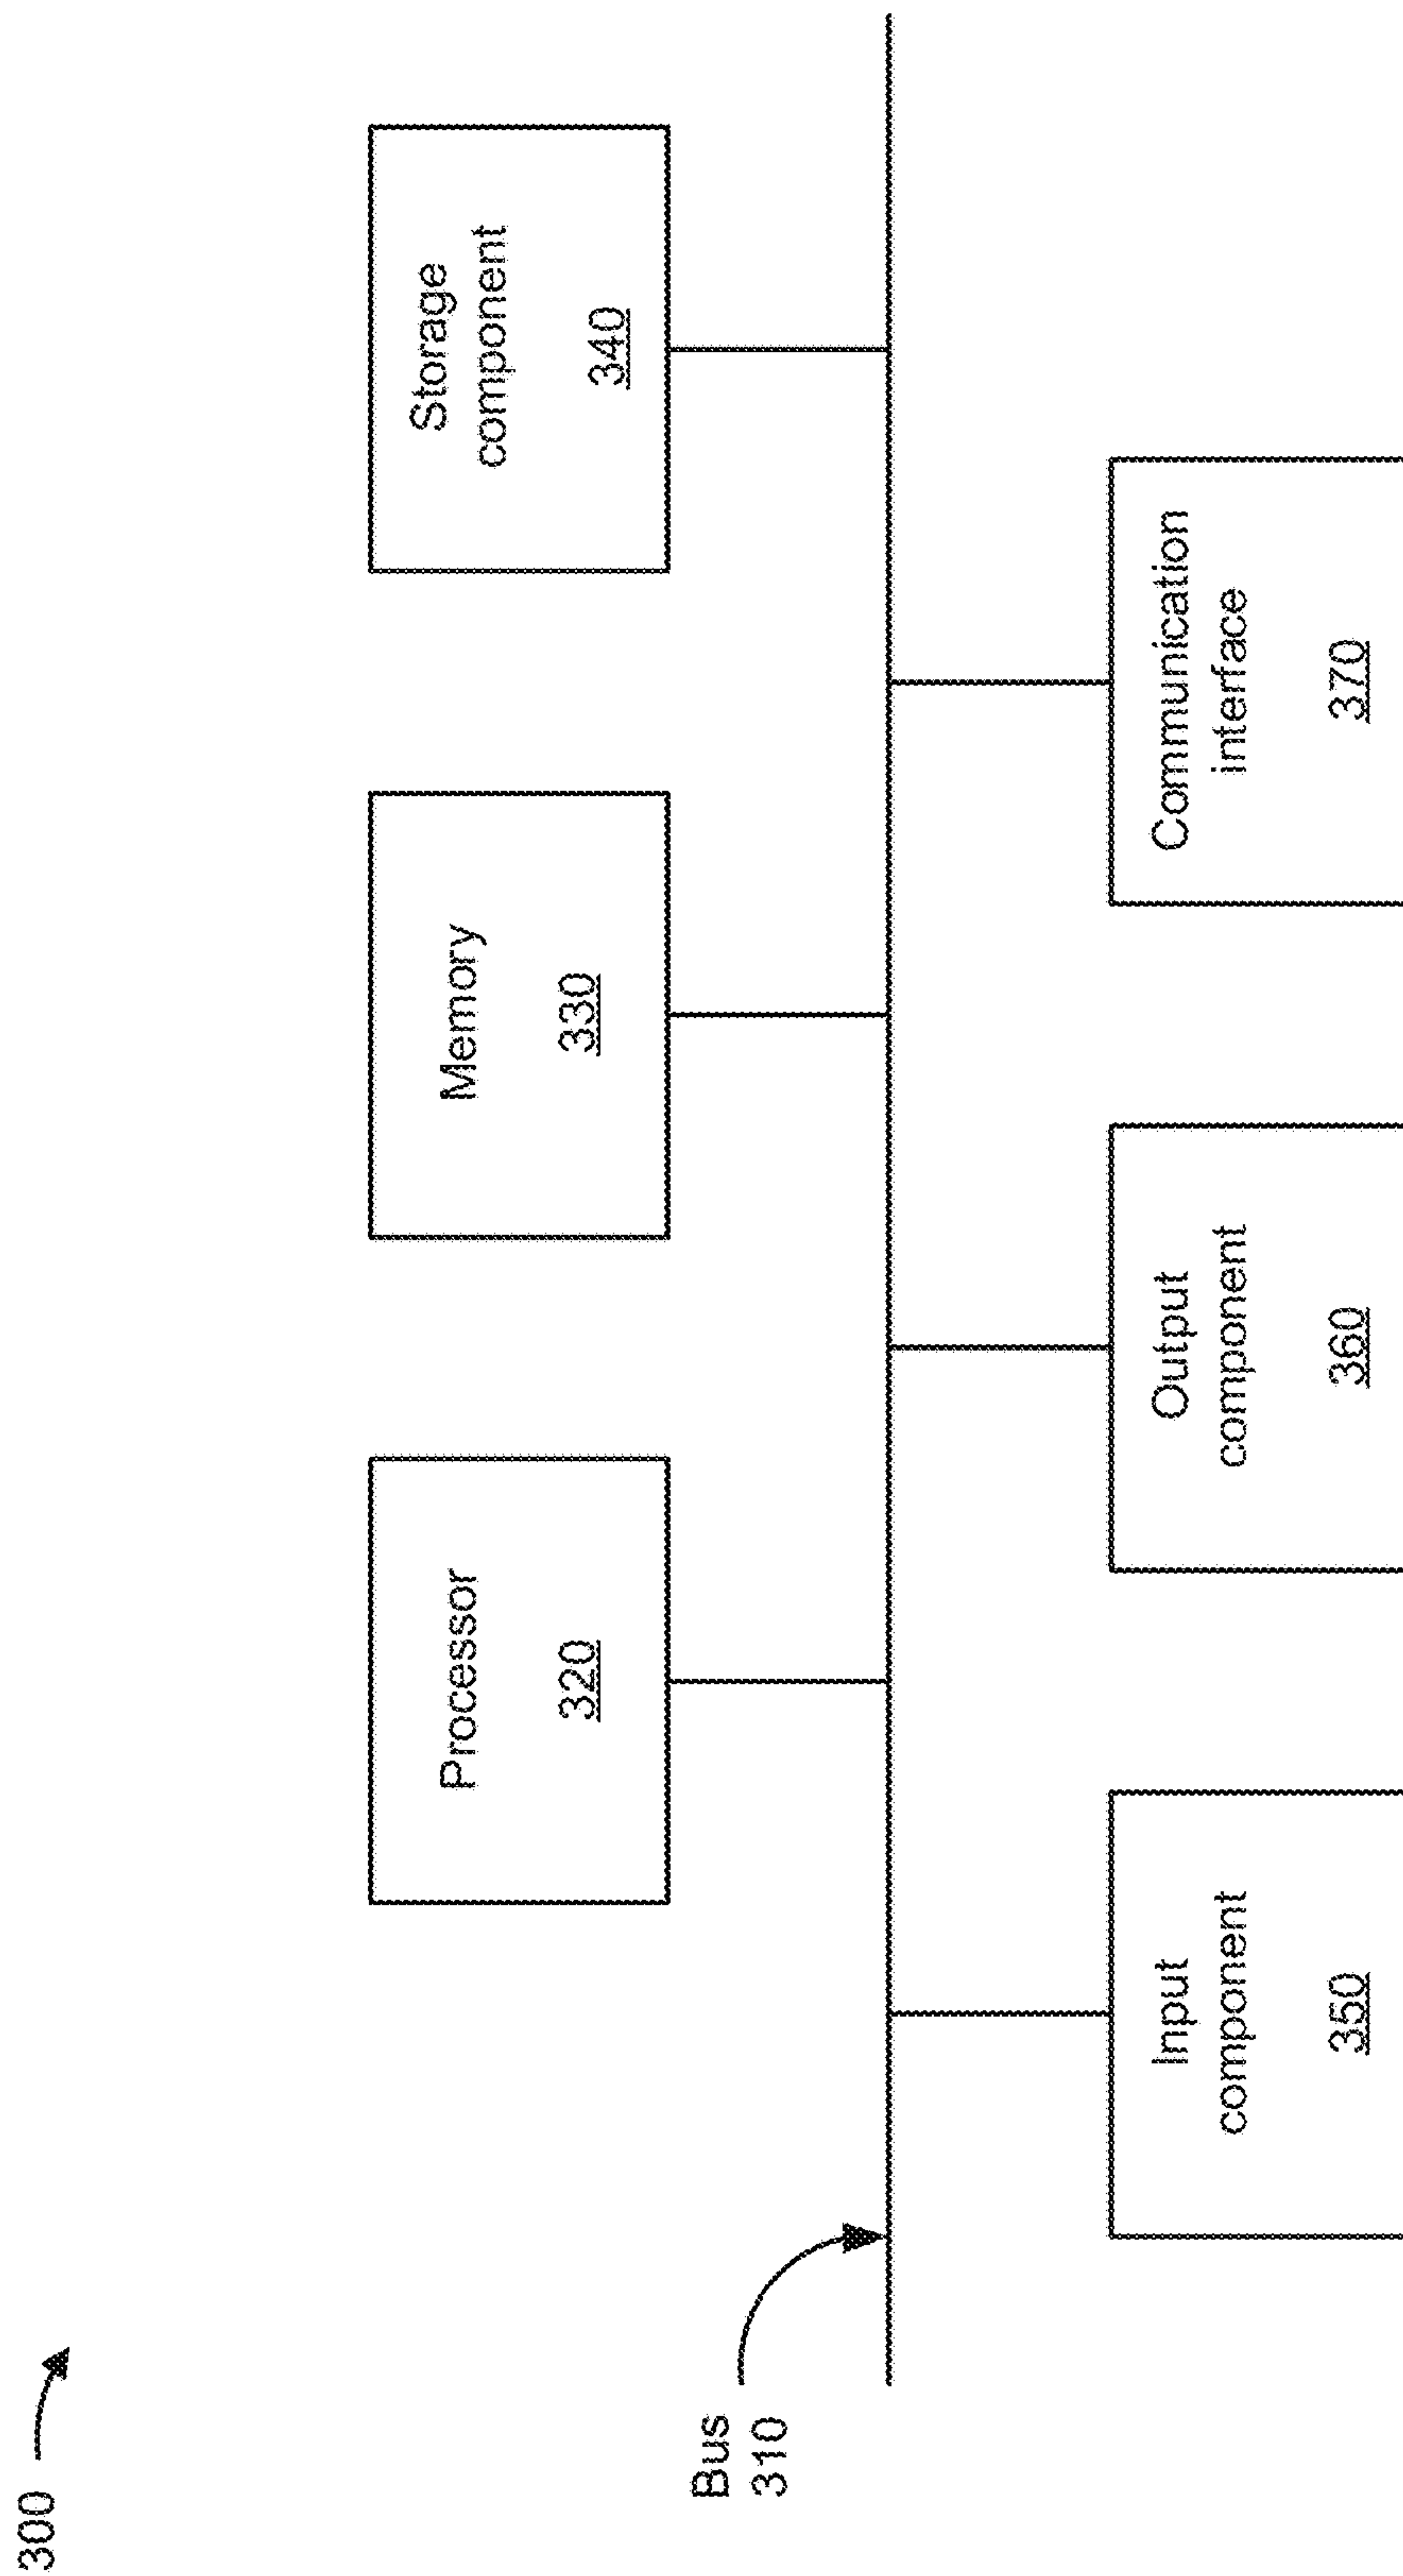 300
Bus
310
Processor
320
Memory
330
Storage
component
340
Input
component
350
Output
component
360
Communication
interface
370